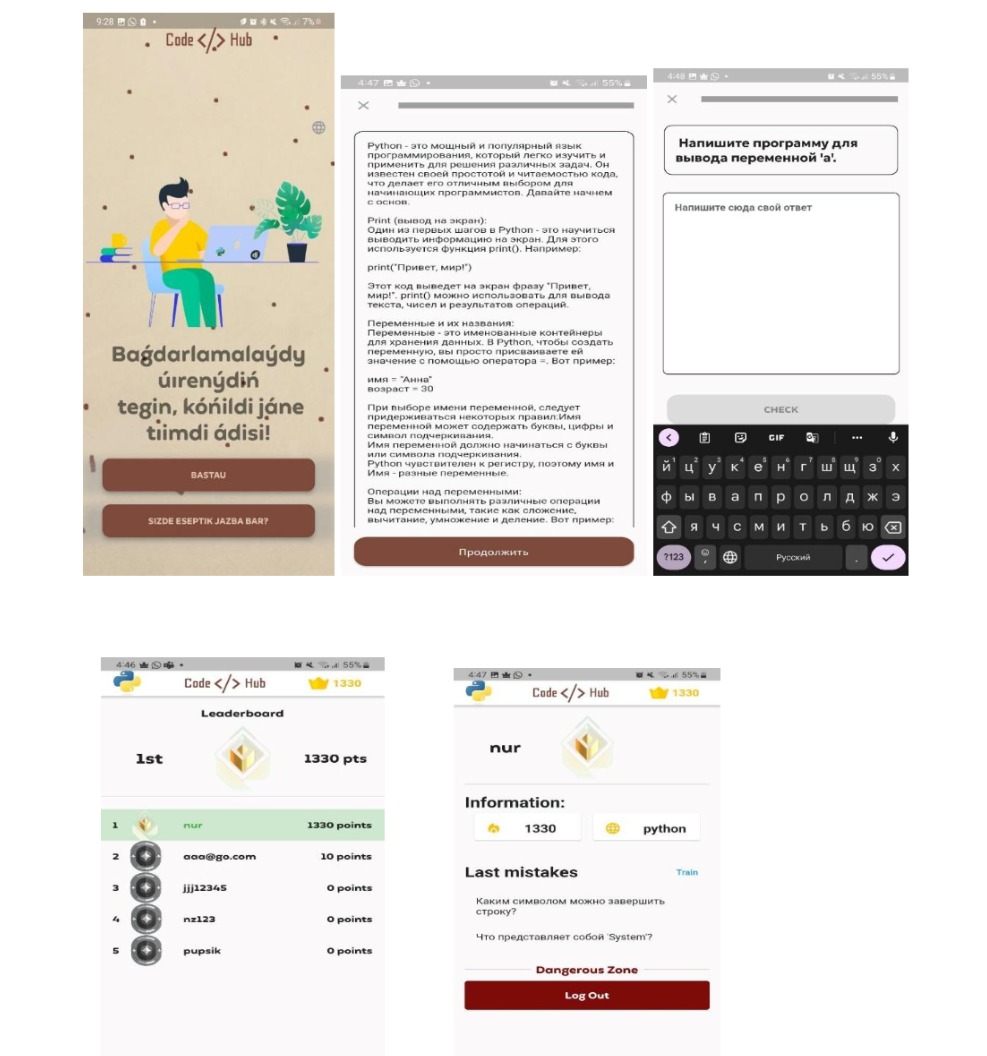 9:28
7%
Code </> Hub
Baǵdarlamalaýdy
úırenýdiń
tegin, kóńildi jáne
tiimdi ádisi!
BASTAU
SIZDE ESEPTIK JAZBA BAR?
4:47
55%
Python - это мощный и популярный язык
программирования, который легко изучить и
применить для решения различных задач. Он
известен своей простотой и читаемостью кода,
что делает его отличным выбором для
начинающих программистов. Давайте начнем
с основ.
Print (вывод на экран):
Один из первых шагов в Python - это научиться
выводить информацию на экран. Для этого
используется функция print(). Например:
print("Привет, мир!")
Этот код выведет на экран фразу "Привет,
мир!". print() можно использовать для вывода
текста, чисел и результатов операций.
Переменные и их названия:
Переменные - это именованные контейнеры
для хранения данных. В Python, чтобы создать
переменную, вы просто присваиваете ей
значение с помощью оператора =. Вот пример:
имя = "Анна"
возраст = 30
При выборе имени переменной, следует
придерживаться некоторых правил:Имя
переменной может содержать буквы, цифры и
символ подчеркивания.
Имя переменной должно начинаться с буквы
или символа подчеркивания.
Python чувствителен к регистру, поэтому имя и
Имя - разные переменные.
Операции над переменными:
Вы можете выполнять различные операции
над переменными, такие как сложение,
вычитание, умножение и деление. Вот пример:
Продолжить
4:48
55%
Напишите программу для
вывода переменной 'a'.
Напишите сюда свой ответ
CHECK
GIF
1 2 3 4 5 6 7 8 9 0
й ц у к е н г ш щ з х
ф ы в а п р о л д ж э
я ч с м и т ь б ю
?123 , Русский .
4:46 55%
Code </> Hub 1330
Leaderboard
1st 1330 pts
1 nur 1330 points
2 aaa@go.com 10 points
3 jjj12345 0 points
4 nz123 0 points
5 pupsik 0 points
4:47 55%
Code </> Hub 1330
nur
Information:
1330 python
Last mistakes Train
Каким символом можно завершить
строку?
Что представляет собой 'System'?
Dangerous Zone
Log Out